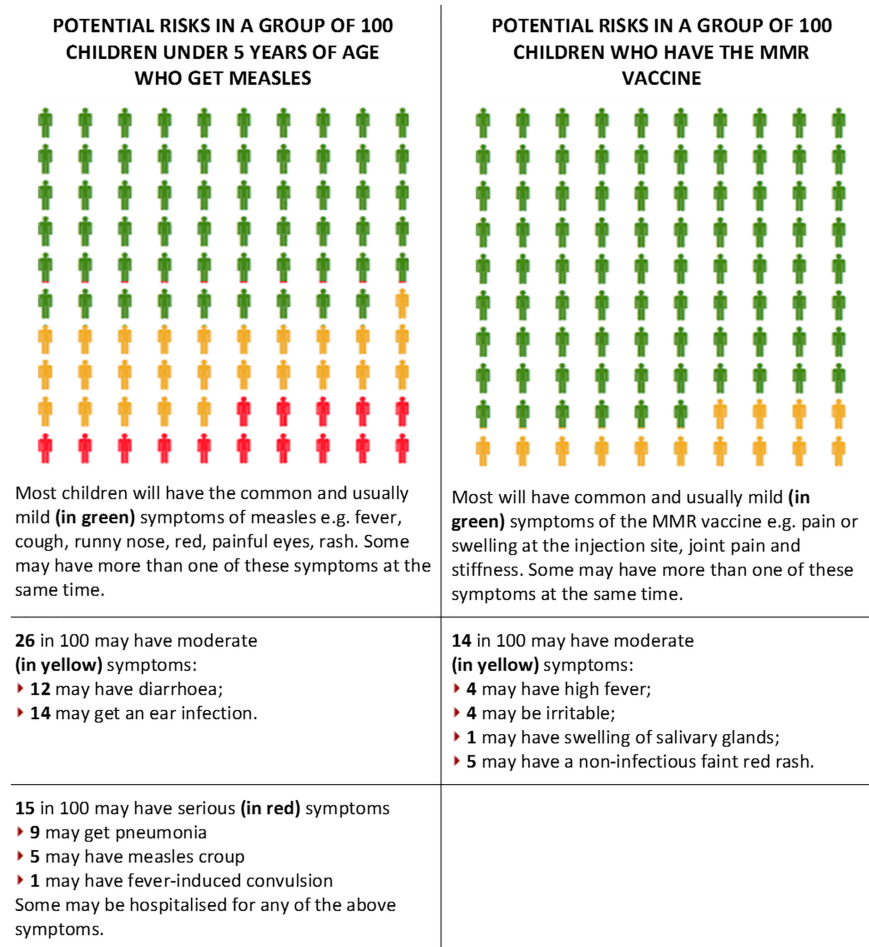 POTENTIAL RISKS IN A GROUP OF 100
CHILDREN UNDER 5 YEARS OF AGE
WHO GET MEASLES
Most children will have the common and usually
mild (in green) symptoms of measles e.g. fever,
cough, runny nose, red, painful eyes, rash. Some
may have more than one of these symptoms at the
same time.
POTENTIAL RISKS IN A GROUP OF 100
CHILDREN WHO HAVE THE MMR
VACCINE
Most will have common and usually mild (in
green) symptoms of the MMR vaccine e.g. pain or
swelling at the injection site, joint pain and
stiffness. Some may have more than one of these
symptoms at the same time.
26 in 100 may have moderate
(in yellow) symptoms:
12 may have diarrhoea;
14 may get an ear infection.
14 in 100 may have moderate
(in yellow) symptoms:
4 may have high fever;
4 may be irritable;
1 may have swelling of salivary glands;
5 may have a non-infectious faint red rash.
15 in 100 may have serious (in red) symptoms
9 may get pneumonia
5 may have measles croup
1 may have fever-induced convulsion
Some may be hospitalised for any of the above
symptoms.